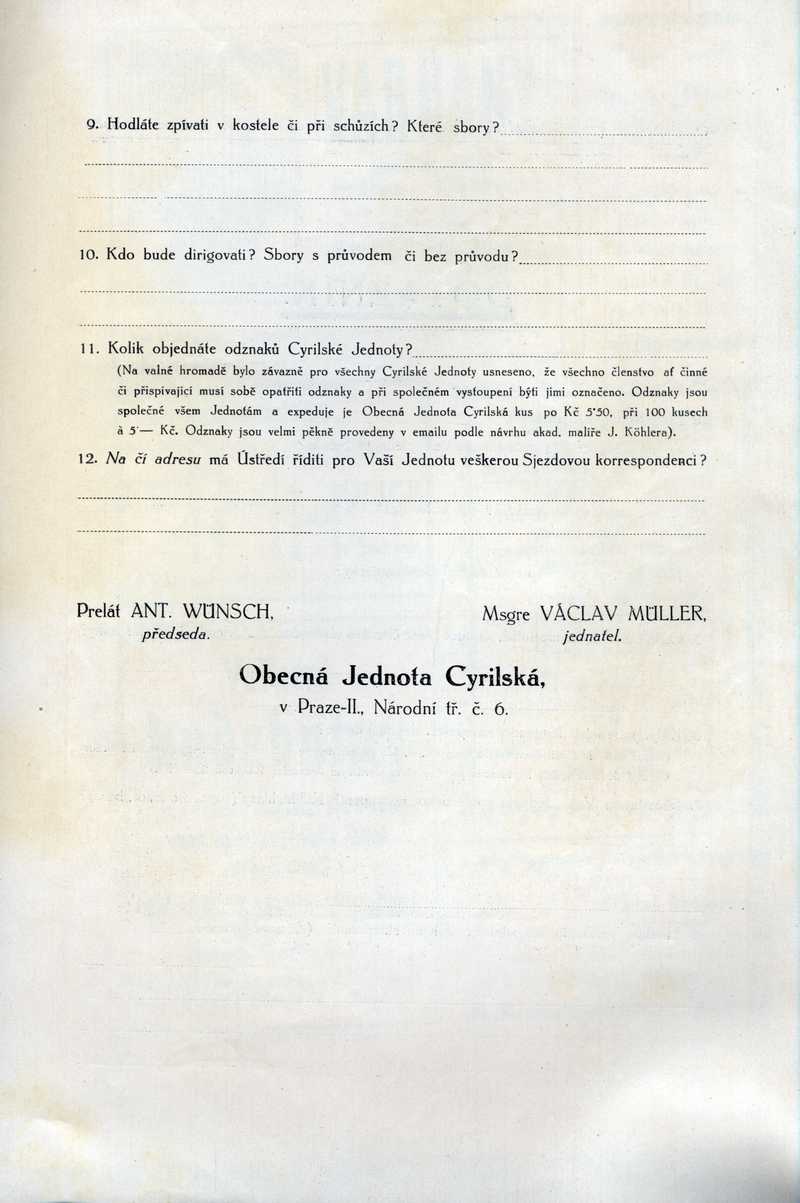 9. Hodláte zpívati v kostele či při schůzích? Které sbory?
10. Kdo bude dirigovati? Sbory s průvodem či bez průvodu?
11. Kolik objednáte odznaků Cyrilské Jednoty?
(Na valné hromadě bylo závazně pro všechny Cyrilské Jednoty usneseno, že všechno členstvo ať činné
či přispívající musí sobě opatřiti odznaky a při společném vystoupení býti jimi označeno. Odznaky jsou
společné všem Jednotám a expeduje je Obecná Jednota Cyrilská kus po Kč 5·50, při 100 kusech
à 5·— Kč. Odznaky jsou velmi pěkně provedeny v emailu podle návrhu akad. malíře J. Köhlera).
12. Na čí adresu má Ústředí říditi pro Vaší Jednotu veškerou Sjezdovou korrespondenci?
Prelát ANT. WÜNSCH,
předseda.
Msgre VÁCLAV MÜLLER,
jednatel.
Obecná Jednota Cyrilská,
v Praze-II., Národní tř. č. 6.